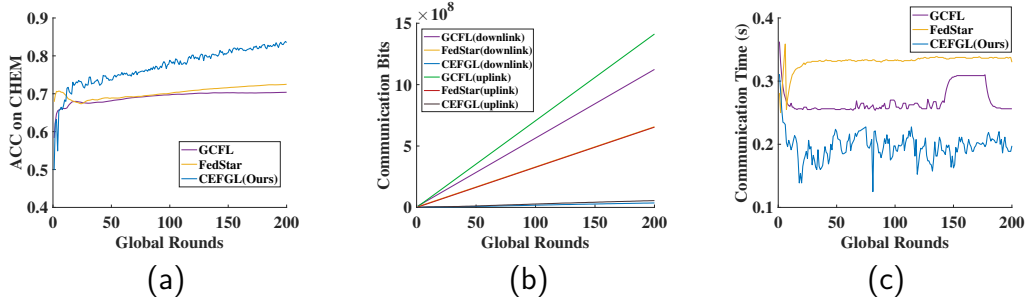 0.9
0.8
0.7
0.6
0.5
0.4
ACC on CHEM
GCFL
FedStar
CEFGL(Ours)
0 50 100 150 200
Global Rounds
(a)
×10⁸
15
10
5
0
Communication Bits
GCFL(downlink)
FedStar(downlink)
CEFGL(downlink)
GCFL(uplink)
FedStar(uplink)
CEFGL(uplink)
0 50 100 150 200
Global Rounds
(b)
0.4
0.3
0.2
0.1
Communication Time (s)
GCFL
FedStar
CEFGL(Ours)
0 50 100 150 200
Global Rounds
(c)